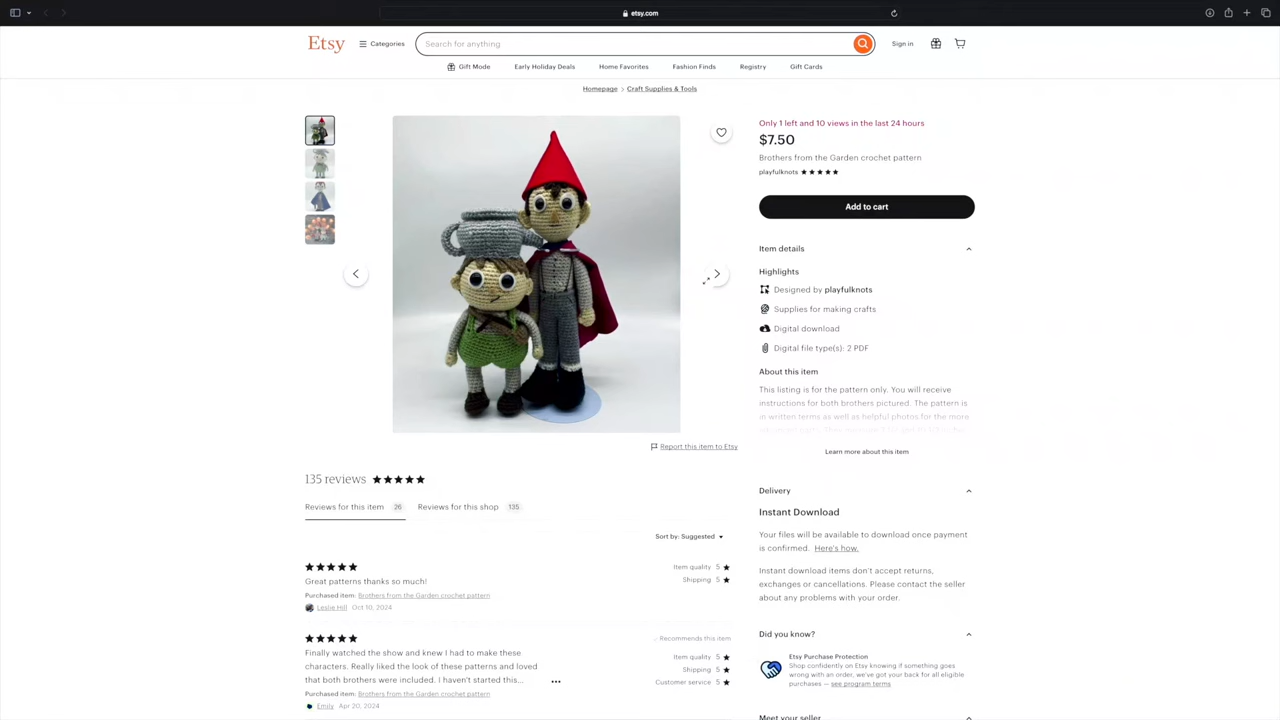 etsy.com
Etsy
Categories
Search for anything
Sign in
Gift Mode
Early Holiday Deals
Home Favorites
Fashion Finds
Registry
Gift Cards
Homepage > Craft Supplies & Tools
Only 1 left and 10 views in the last 24 hours
$7.50
Brothers from the Garden crochet pattern
playfulknots ★★★★★
Add to cart
Item details
Highlights
Designed by playfulknots
Supplies for making crafts
Digital download
Digital file type(s): 2 PDF
About this item
This listing is for the pattern only. You will receive
instructions for both brothers pictured. The pattern is
in written terms as well as helpful photos for the more
Learn more about this item
Report this item to Etsy
135 reviews ★★★★★
Reviews for this item 26
Reviews for this shop 135
Sort by: Suggested
★★★★★
Great patterns thanks so much!
Purchased item: Brothers from the Garden crochet pattern
Leslie Hill Oct 10, 2024
Item quality 5 ★
Shipping 5 ★
★★★★★
Finally watched the show and knew I had to make these
characters. Really liked the look of these patterns and loved
that both brothers were included. I haven't started this...
Purchased item: Brothers from the Garden crochet pattern
Emily Apr 20, 2024
Recommends this item
Item quality 5 ★
Shipping 5 ★
Customer service 5 ★
Delivery
Instant Download
Your files will be available to download once payment
is confirmed. Here's how.
Instant download items don't accept returns,
exchanges or cancellations. Please contact the seller
about any problems with your order.
Did you know?
Etsy Purchase Protection
Shop confidently on Etsy knowing if something goes
wrong with an order, we've got your back for all eligible
purchases — see program terms
Meet your seller